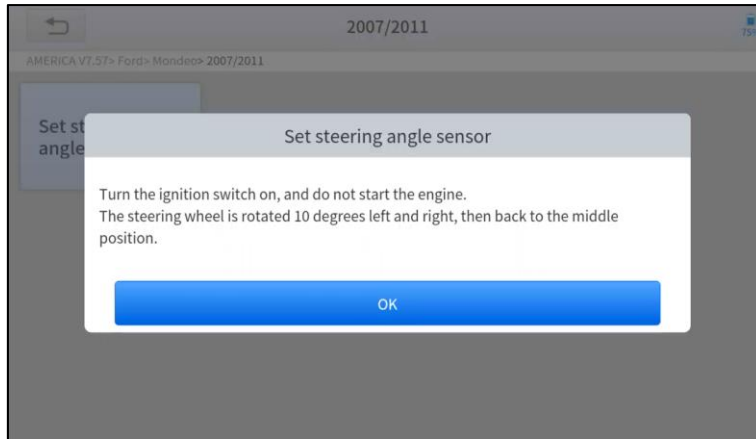 2007/2011
75%
AMERICA V7.57> Ford> Mondeo> 2007/2011
Set st
angle
Set steering angle sensor
Turn the ignition switch on, and do not start the engine.
The steering wheel is rotated 10 degrees left and right, then back to the middle
position.
OK